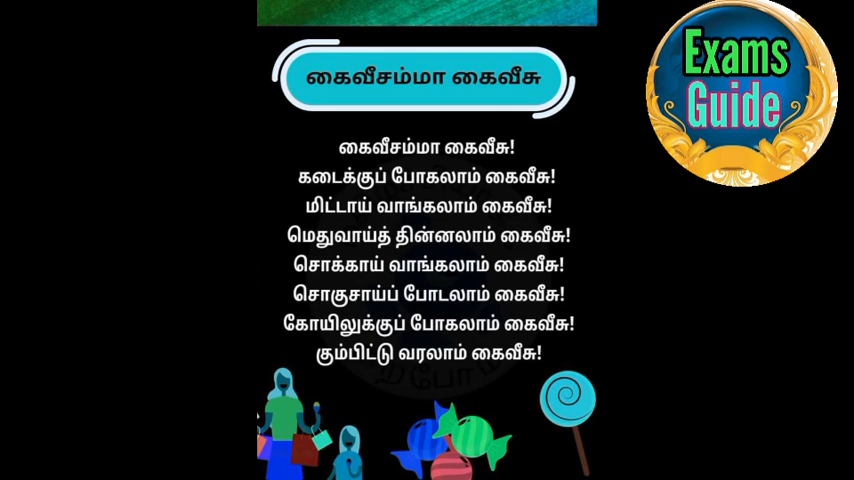 கைவீசம்மா கைவீசு
கைவீசம்மா கைவீசு!
கடைக்குப் போகலாம் கைவீசு!
மிட்டாய் வாங்கலாம் கைவீசு!
மெதுவாய்த் தின்னலாம் கைவீசு!
சொக்காய் வாங்கலாம் கைவீசு!
சொகுசாய்ப் போடலாம் கைவீசு!
கோயிலுக்குப் போகலாம் கைவீசு!
கும்பிட்டு வரலாம் கைவீசு!
Exams
Guide